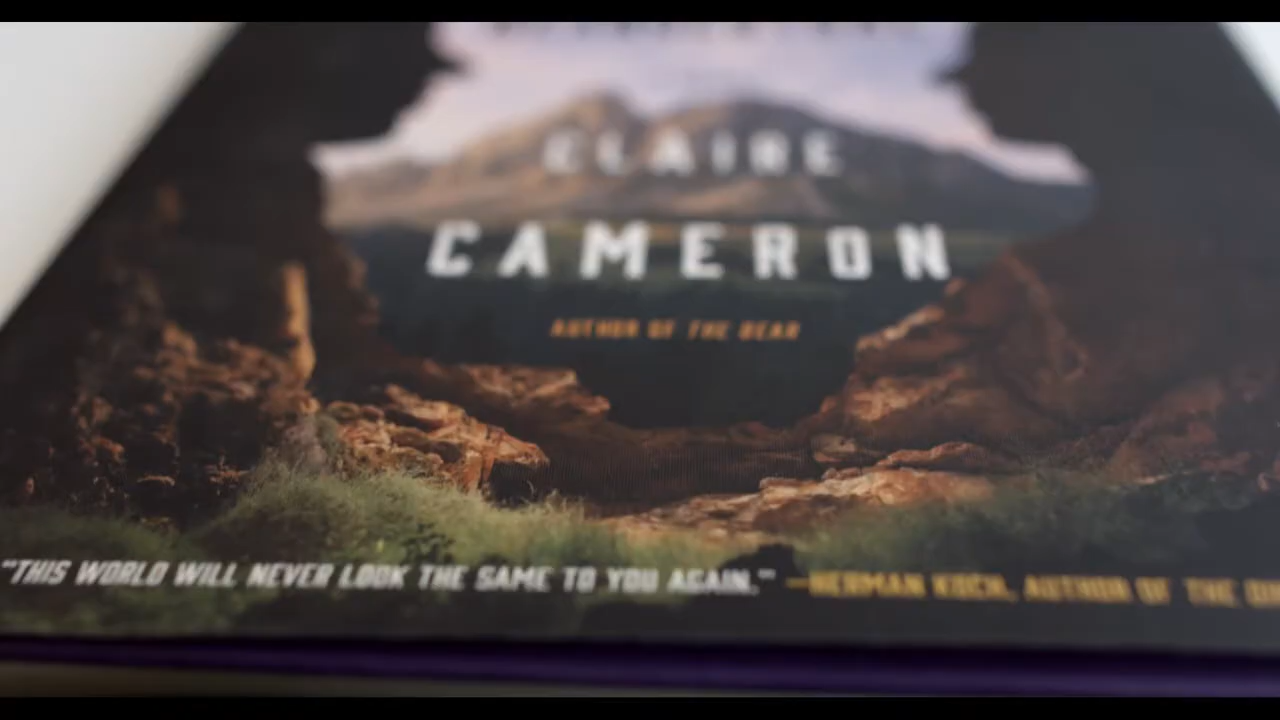 CLAIRE
CAMERON
AUTHOR OF THE BEAR
"THIS WORLD WILL NEVER LOOK THE SAME TO YOU AGAIN." —HERMAN KOCH, AUTHOR OF THE